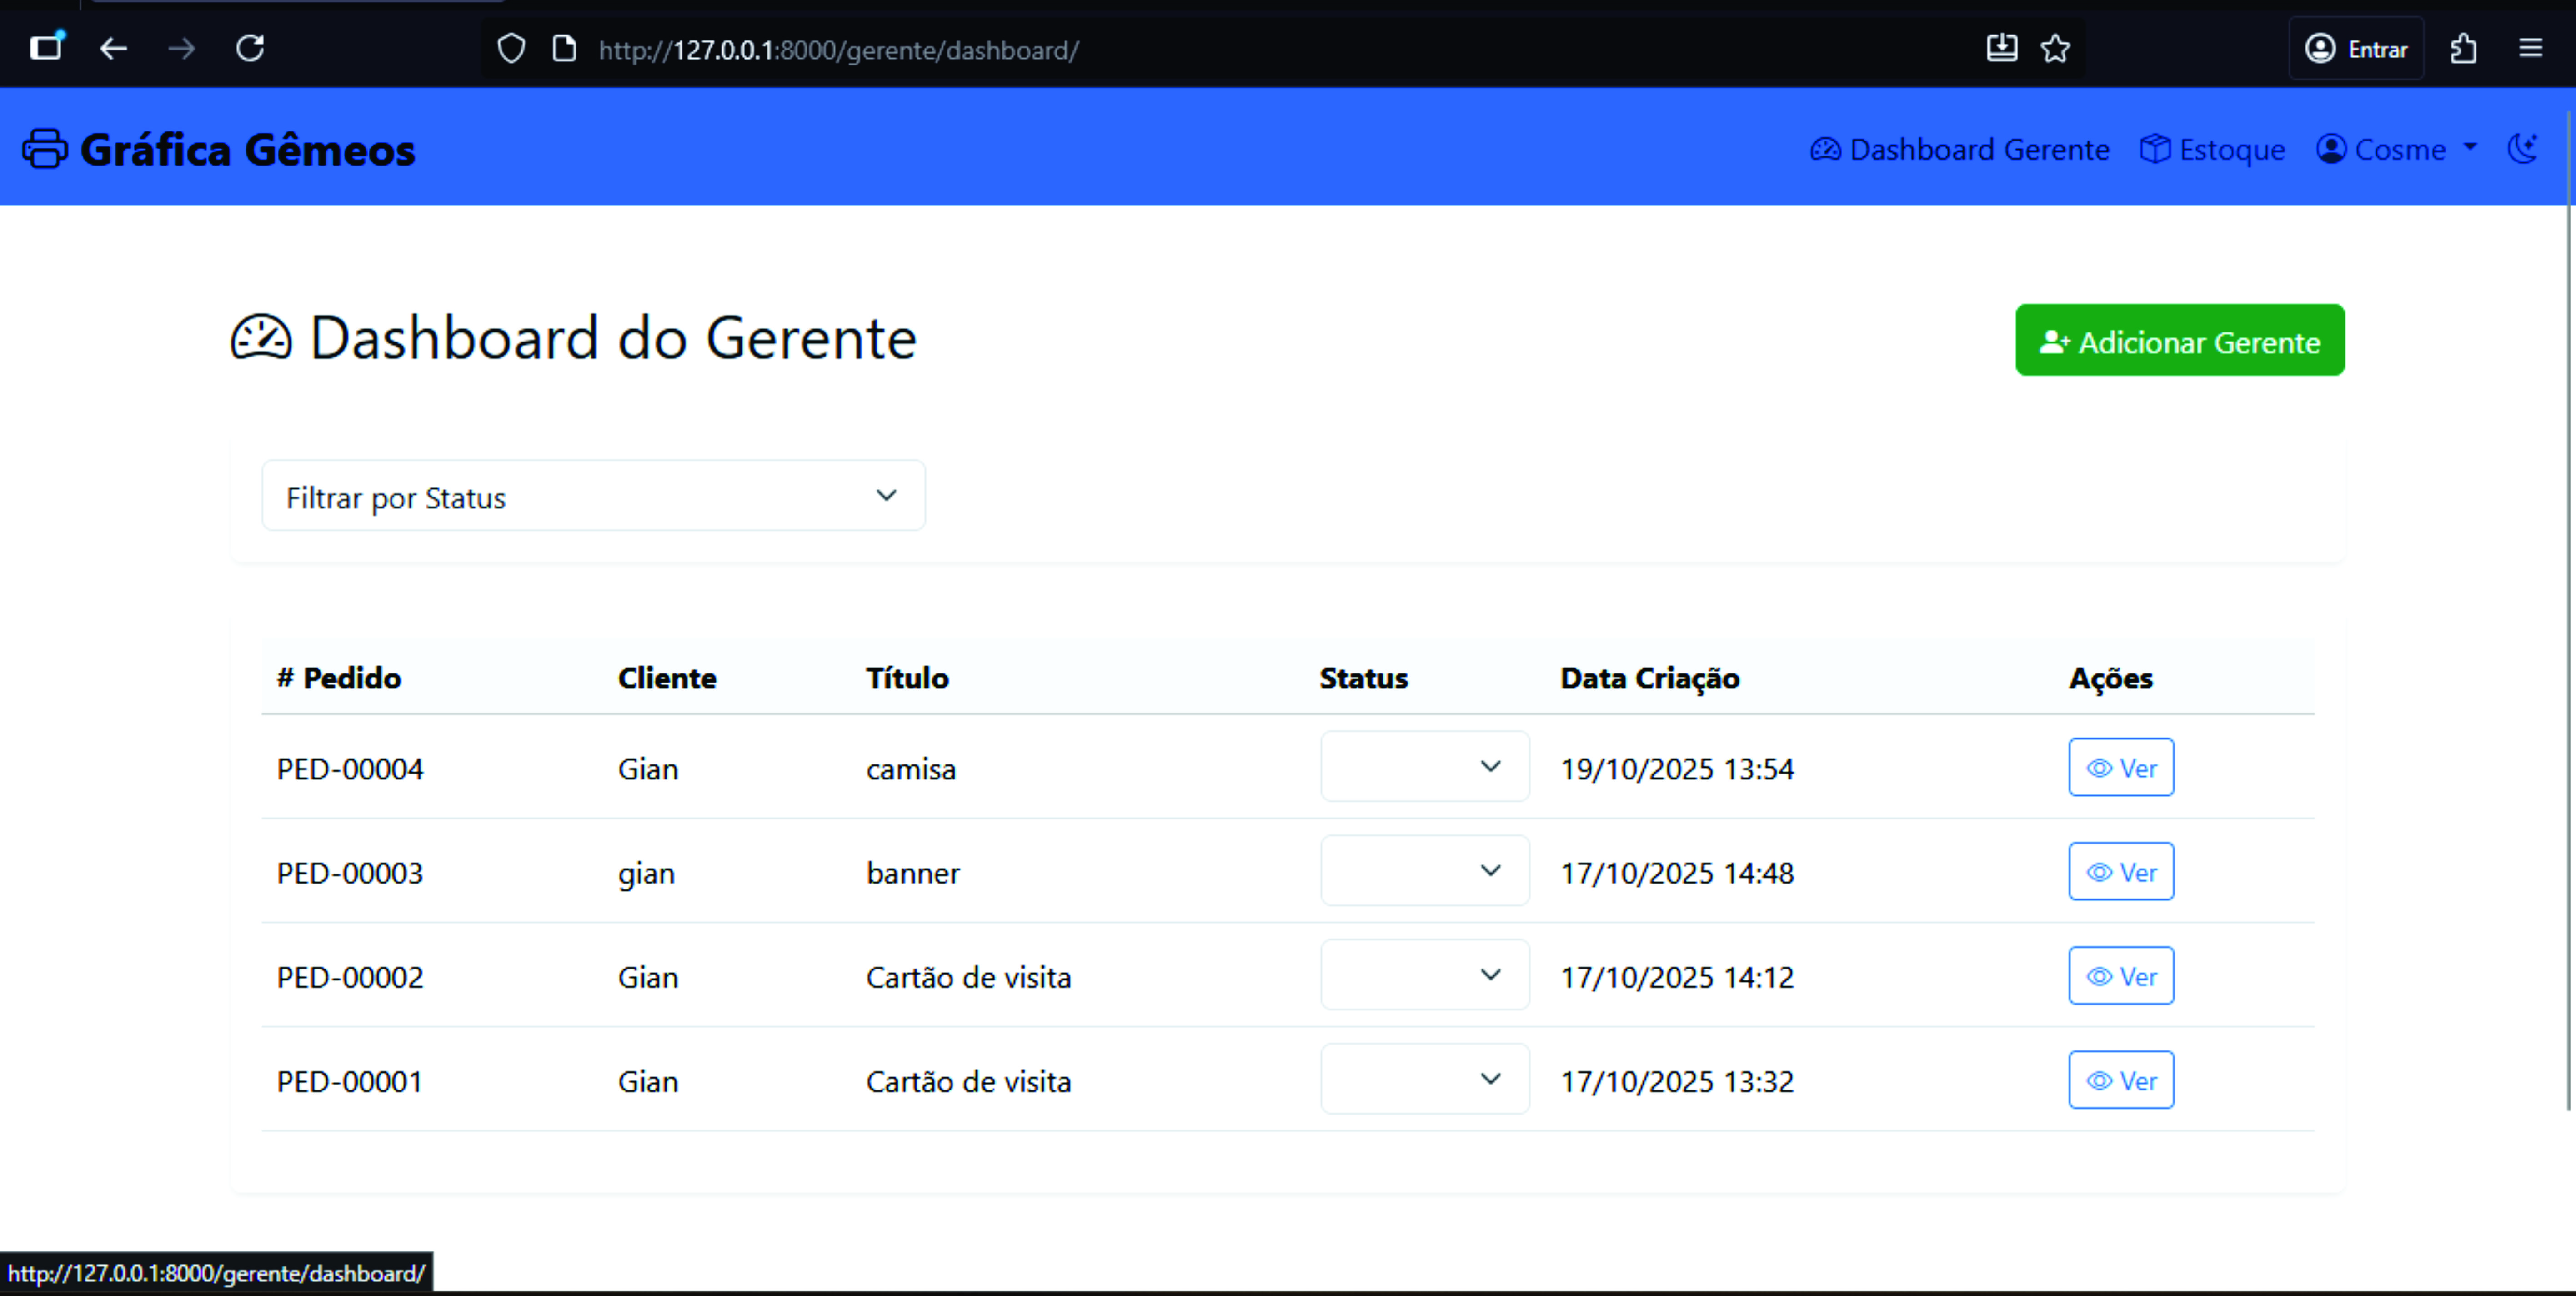 http://127.0.0.1:8000/gerente/dashboard/
Entrar
Gráfica Gêmeos
Dashboard Gerente
Estoque
Cosme
Dashboard do Gerente
Adicionar Gerente
Filtrar por Status
# Pedido Cliente Título Status Data Criação Ações
PED-00004 Gian camisa 19/10/2025 13:54 Ver
PED-00003 gian banner 17/10/2025 14:48 Ver
PED-00002 Gian Cartão de visita 17/10/2025 14:12 Ver
PED-00001 Gian Cartão de visita 17/10/2025 13:32 Ver
http://127.0.0.1:8000/gerente/dashboard/